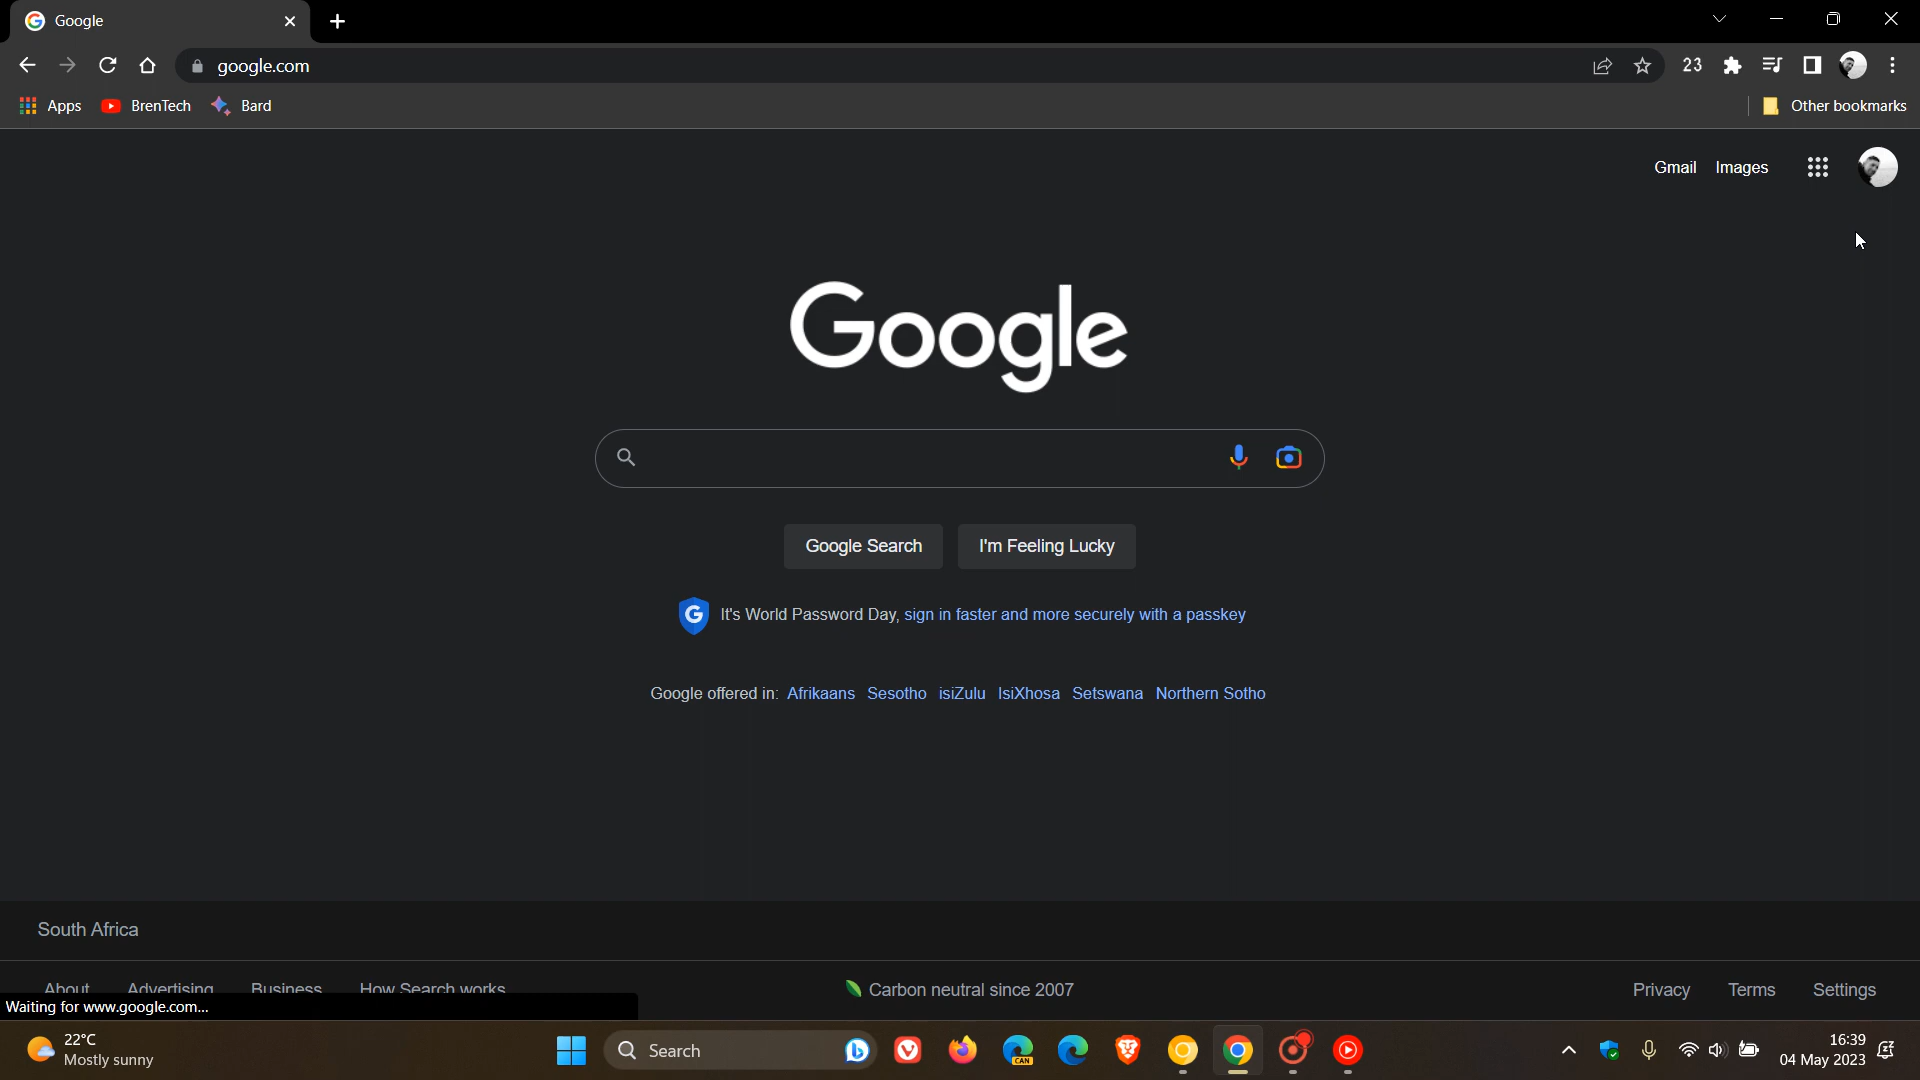 Google
google.com
23
Apps BrenTech Bard
Other bookmarks
Gmail Images
Google
Google Search I'm Feeling Lucky
It's World Password Day, sign in faster and more securely with a passkey
Google offered in: Afrikaans Sesotho isiZulu IsiXhosa Setswana Northern Sotho
South Africa
About Advertising Business How Search works
Carbon neutral since 2007
Privacy Terms Settings
Waiting for www.google.com...
22°C
Mostly sunny
Search
CAN
16:39
04 May 2023